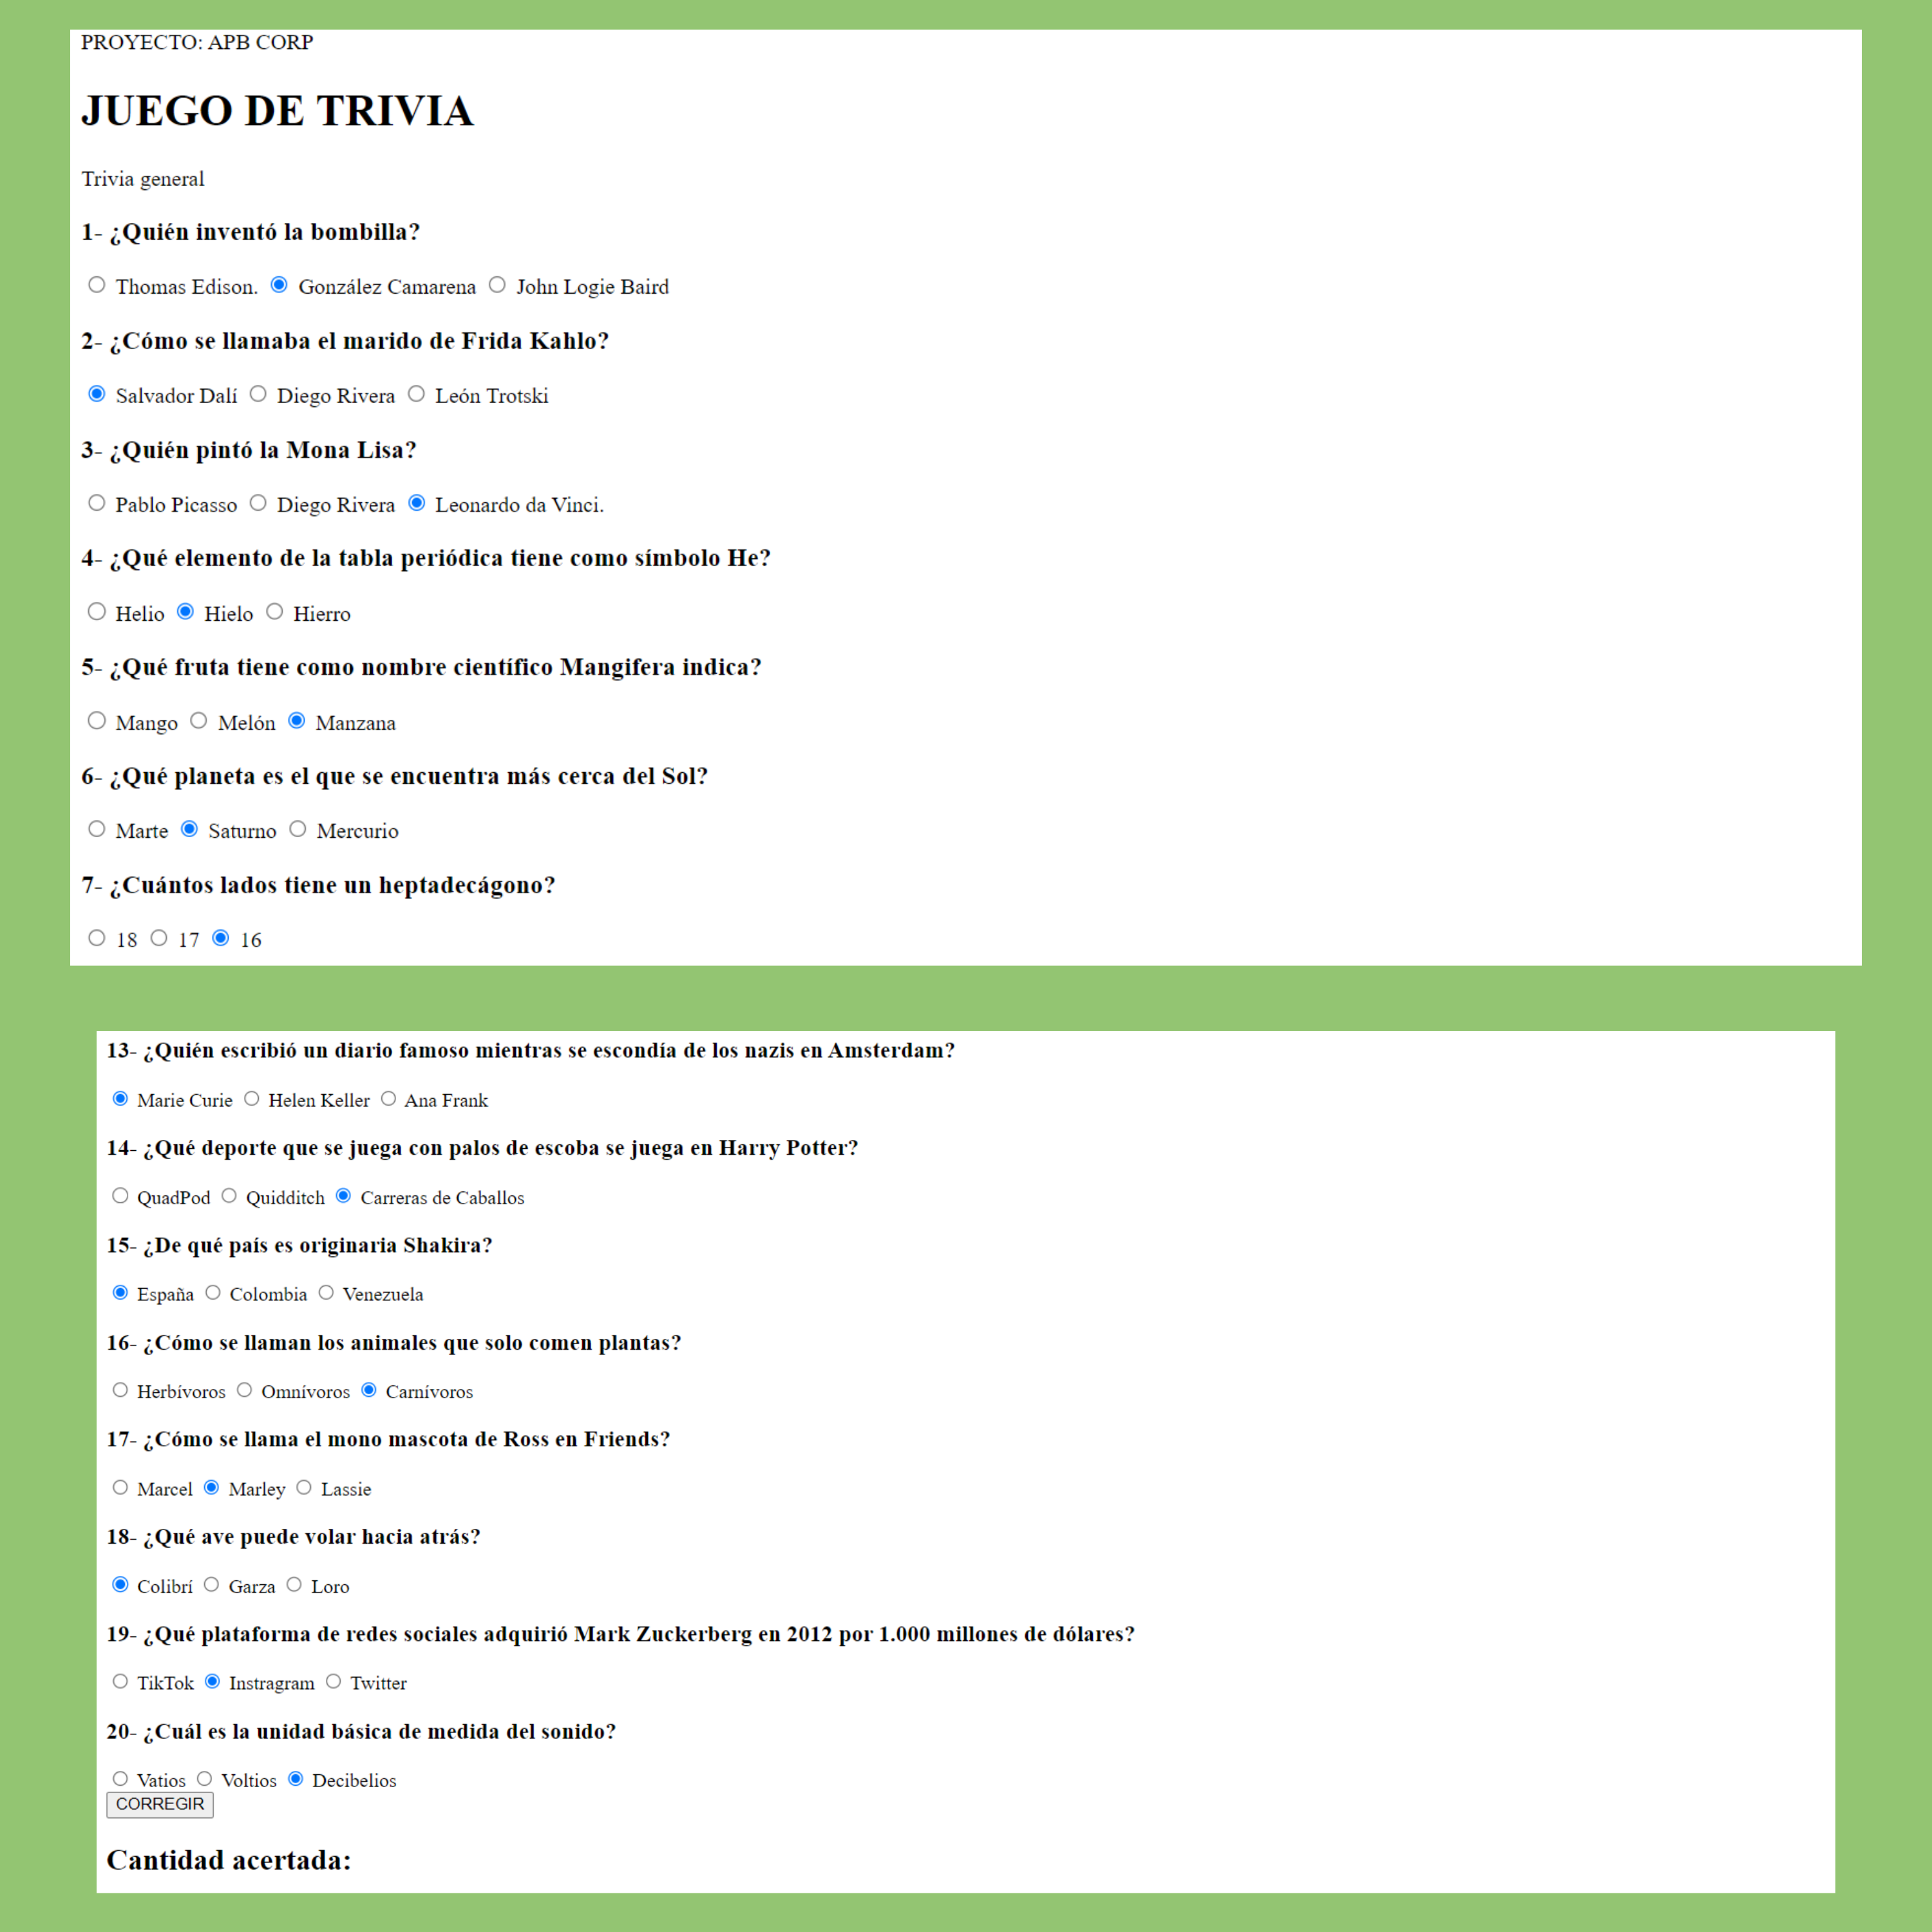 PROYECTO: APB CORP
JUEGO DE TRIVIA
Trivia general
1- ¿Quién inventó la bombilla?
Thomas Edison. González Camarena John Logie Baird
2- ¿Cómo se llamaba el marido de Frida Kahlo?
Salvador Dalí Diego Rivera León Trotski
3- ¿Quién pintó la Mona Lisa?
Pablo Picasso Diego Rivera Leonardo da Vinci.
4- ¿Qué elemento de la tabla periódica tiene como símbolo He?
Helio Hielo Hierro
5- ¿Qué fruta tiene como nombre científico Mangifera indica?
Mango Melón Manzana
6- ¿Qué planeta es el que se encuentra más cerca del Sol?
Marte Saturno Mercurio
7- ¿Cuántos lados tiene un heptadecágono?
18 17 16
13- ¿Quién escribió un diario famoso mientras se escondía de los nazis en Amsterdam?
Marie Curie Helen Keller Ana Frank
14- ¿Qué deporte que se juega con palos de escoba se juega en Harry Potter?
QuadPod Quidditch Carreras de Caballos
15- ¿De qué país es originaria Shakira?
España Colombia Venezuela
16- ¿Cómo se llaman los animales que solo comen plantas?
Herbívoros Omnívoros Carnívoros
17- ¿Cómo se llama el mono mascota de Ross en Friends?
Marcel Marley Lassie
18- ¿Qué ave puede volar hacia atrás?
Colibrí Garza Loro
19- ¿Qué plataforma de redes sociales adquirió Mark Zuckerberg en 2012 por 1.000 millones de dólares?
TikTok Instragram Twitter
20- ¿Cuál es la unidad básica de medida del sonido?
Vatios Voltios Decibelios
CORREGIR
Cantidad acertada: